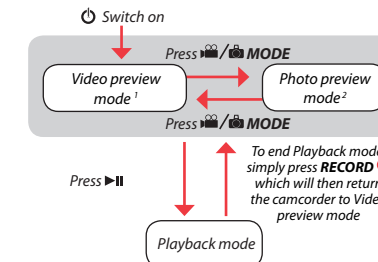 Switch on
Press / MODE
Video preview
mode 1
Photo preview
mode 2
Press / MODE
Press
To end Playback mode
simply press RECORD
which will then return
the camcorder to Video
preview mode
Playback mode